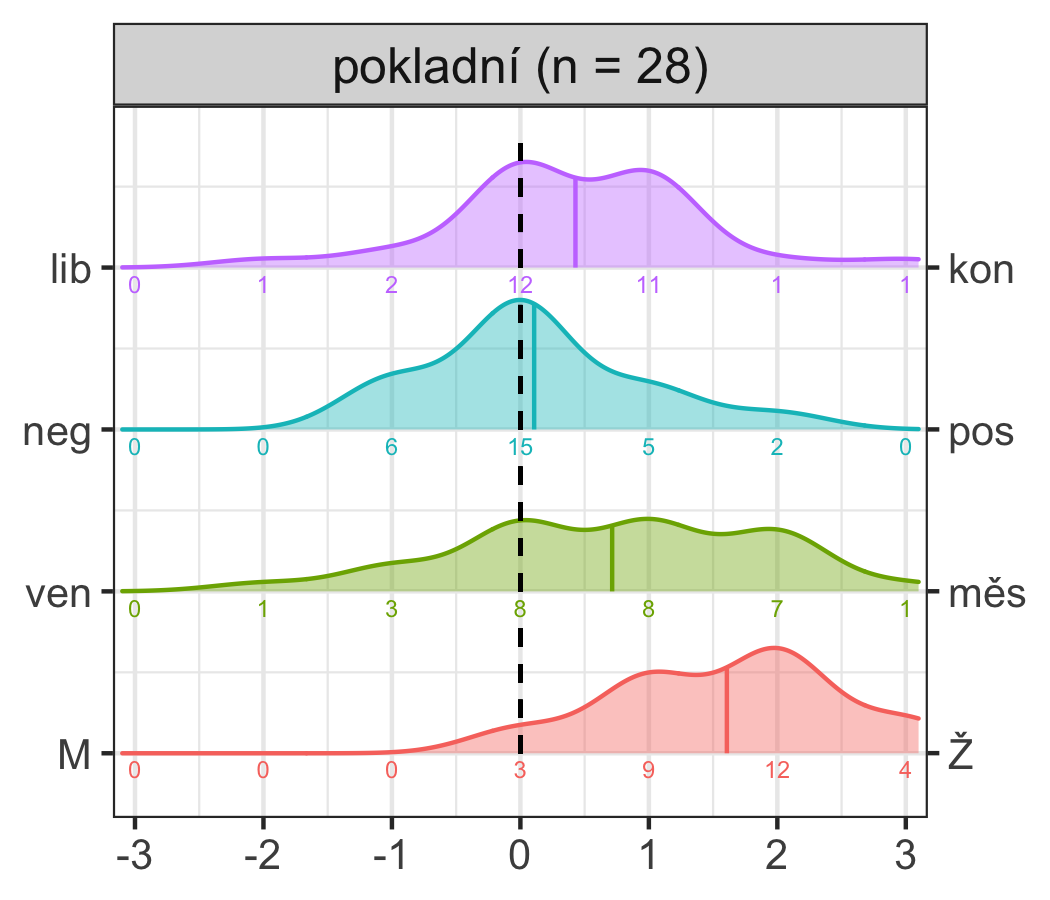 pokladní (n = 28)
lib kon
0 1 2 12 11 1 1
neg pos
0 0 6 15 5 2 0
ven měs
0 1 3 8 8 7 1
M Ž
0 0 0 3 9 12 4
-3 -2 -1 0 1 2 3